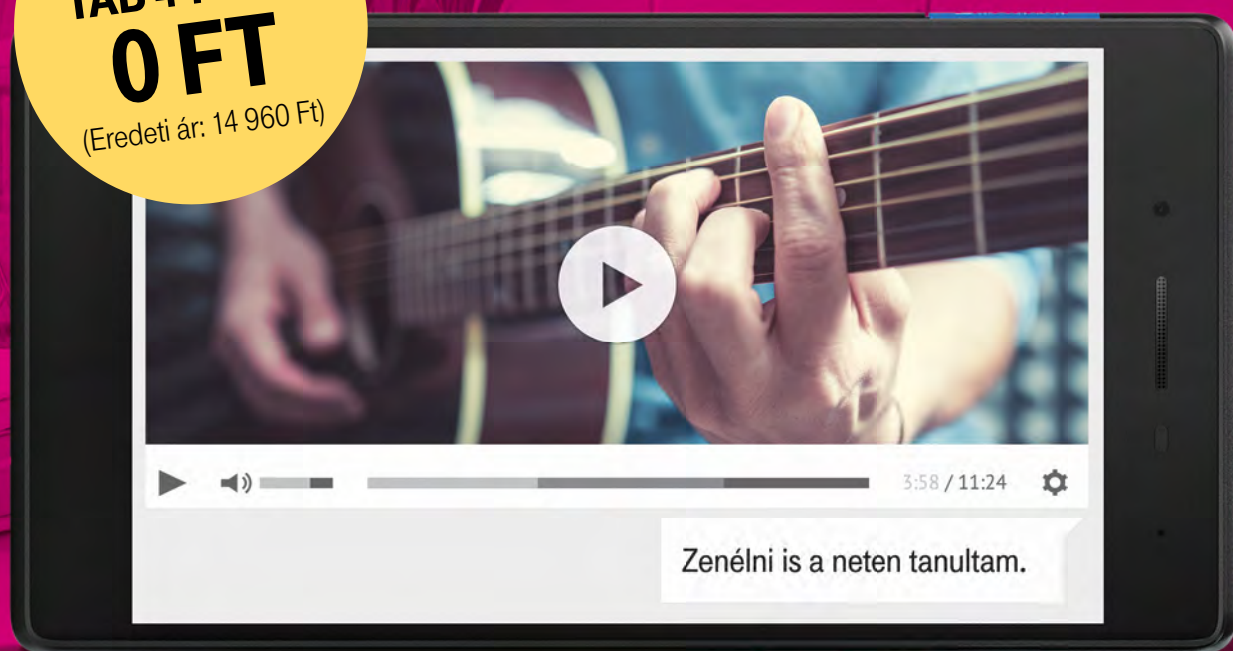 0 FT
(Eredeti ár: 14 960 Ft)
3:58 / 11:24
Zenélni is a neten tanultam.